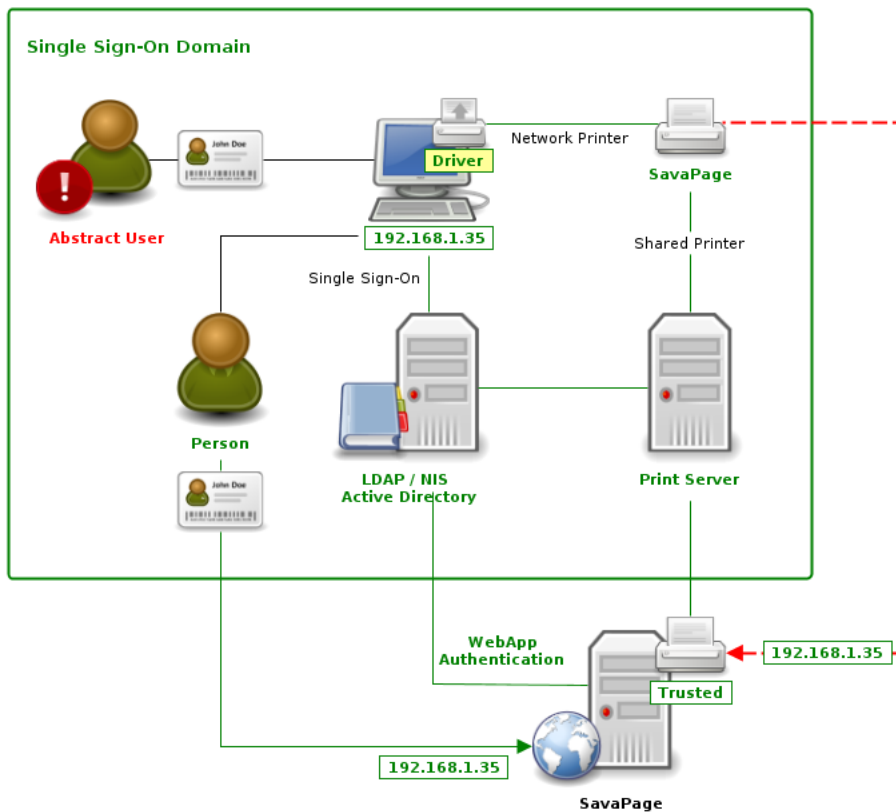 Single Sign-On Domain
John Doe
Driver
Network Printer
SavaPage
Abstract User
192.168.1.35
Shared Printer
Single Sign-On
Person
John Doe
LDAP / NIS
Active Directory
Print Server
WebApp
Authentication
192.168.1.35
Trusted
192.168.1.35
SavaPage